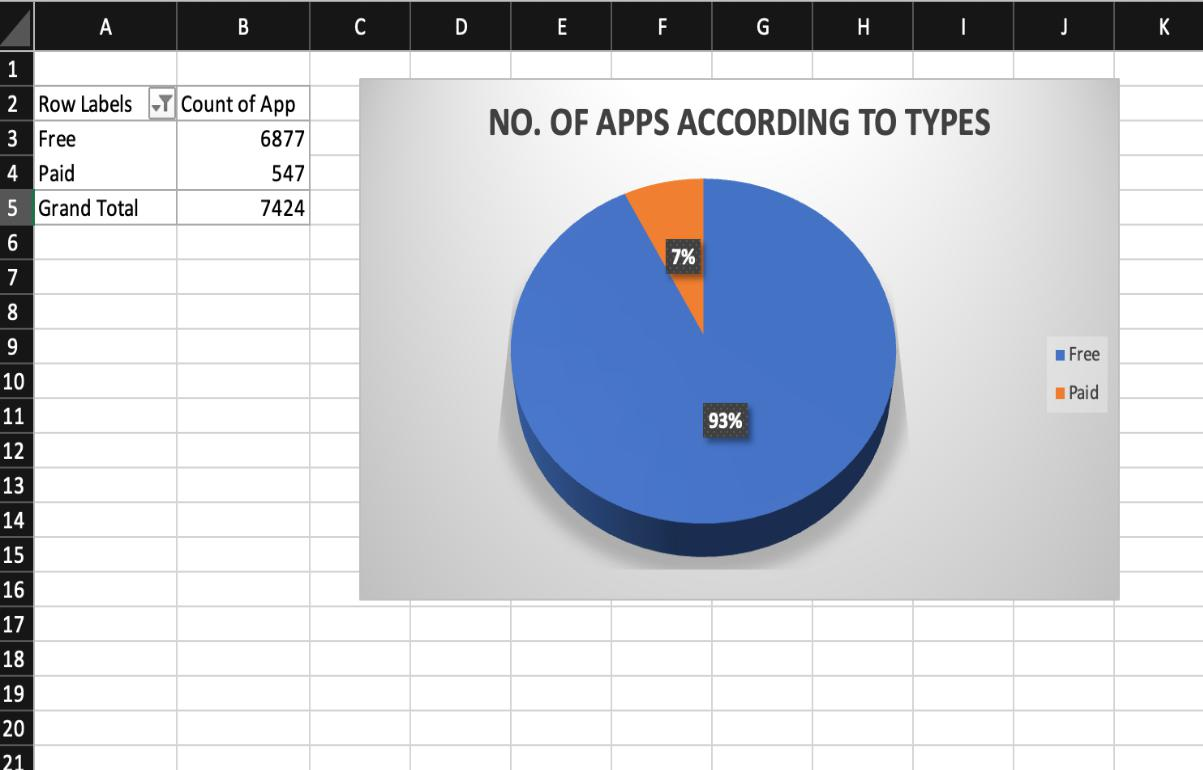 A B C D E F G H I J K
1
2 Row Labels Count of App
3 Free 6877
4 Paid 547
5 Grand Total 7424
6
7
8
9
10
11
12
13
14
15
16
17
18
19
20
21
NO. OF APPS ACCORDING TO TYPES
7%
93%
Free
Paid